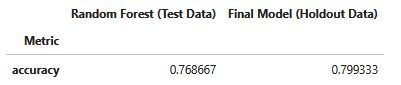 Random Forest (Test Data) Final Model (Holdout Data)
Metric
accuracy 0.768667 0.799333